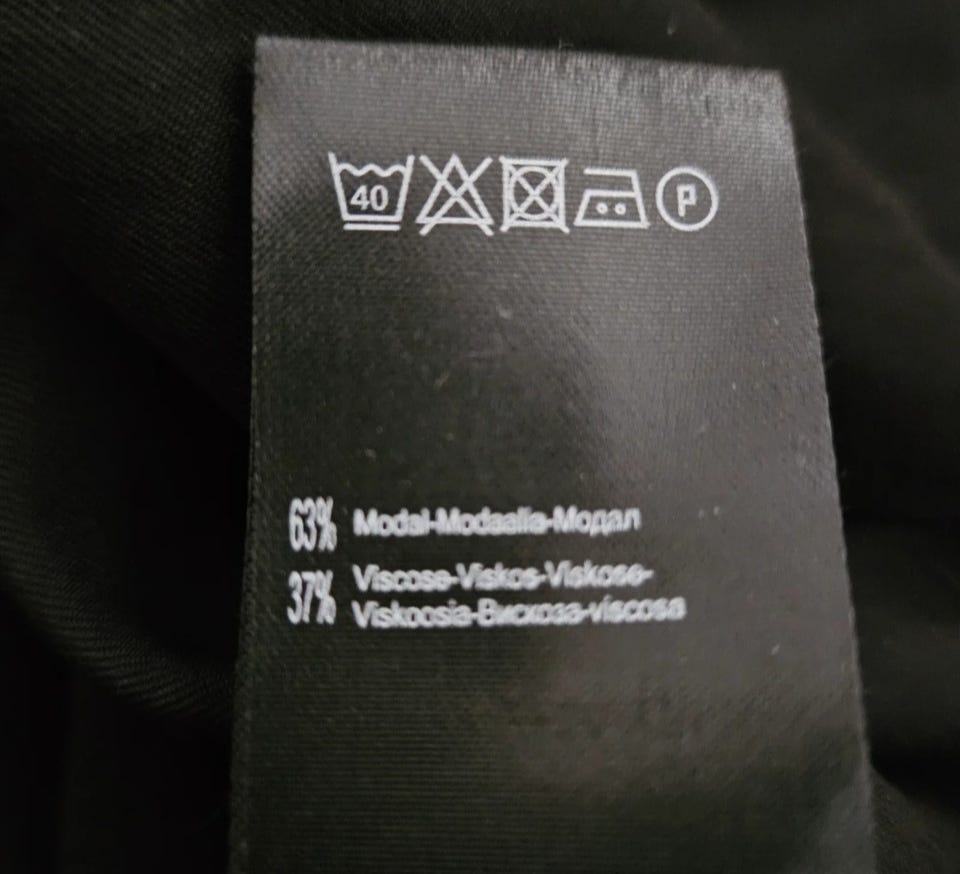 40
P
63% Modal-Modaalia-Модал
37% Viscose-Viskos-Viskose-
Viskoosia-Вискоза-viscosa